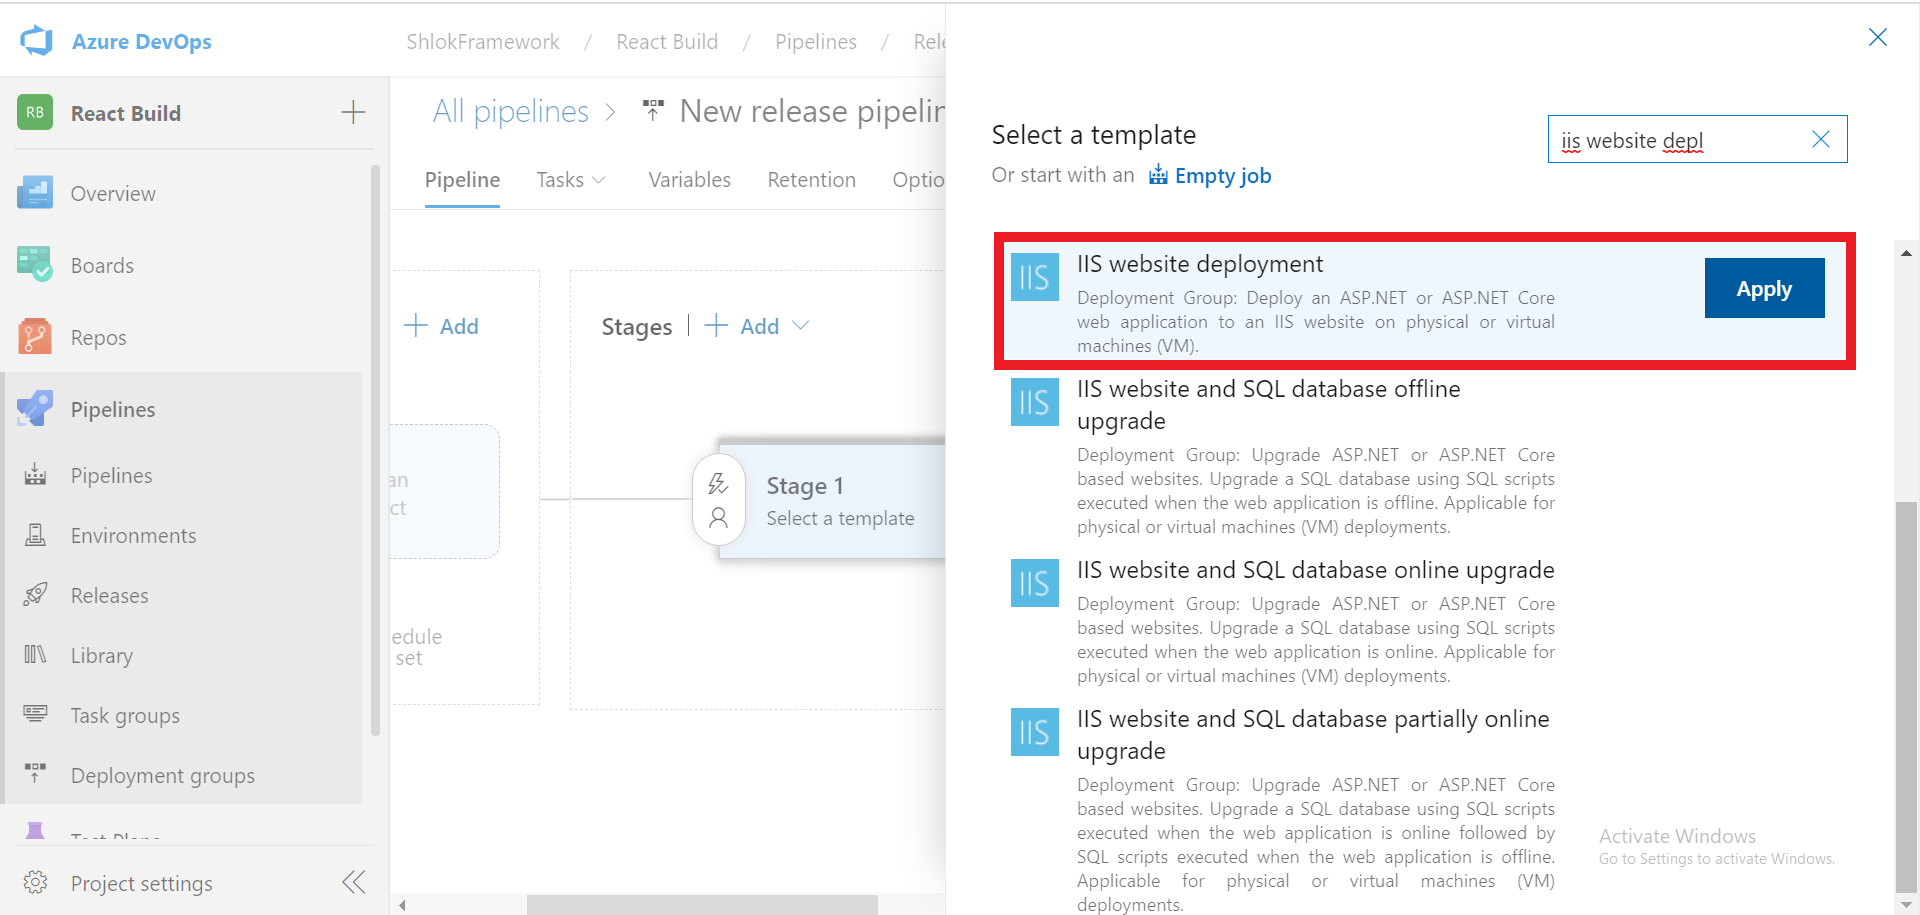 Azure DevOps
ShlokFramework / React Build / Pipelines / Rele
RB React Build
Overview
Boards
Repos
Pipelines
Pipelines
Environments
Releases
Library
Task groups
Deployment groups
Test Plans
Project settings
All pipelines > New release pipelin
Pipeline Tasks Variables Retention Optio
Add
an
ct
edule
set
Stages | Add
Stage 1
Select a template
Select a template
Or start with an Empty job
iis website depl
IIS IIS website deployment
Deployment Group: Deploy an ASP.NET or ASP.NET Core
web application to an IIS website on physical or virtual
machines (VM).
Apply
IIS IIS website and SQL database offline
upgrade
Deployment Group: Upgrade ASP.NET or ASP.NET Core
based websites. Upgrade a SQL database using SQL scripts
executed when the web application is offline. Applicable for
physical or virtual machines (VM) deployments.
IIS IIS website and SQL database online upgrade
Deployment Group: Upgrade ASP.NET or ASP.NET Core
based websites. Upgrade a SQL database using SQL scripts
executed when the web application is online. Applicable for
physical or virtual machines (VM) deployments.
IIS IIS website and SQL database partially online
upgrade
Deployment Group: Upgrade ASP.NET or ASP.NET Core
based websites. Upgrade a SQL database using SQL scripts
executed when the web application is online followed by
SQL scripts executed when the web application is offline.
Applicable for physical or virtual machines (VM)
deployments.
Activate Windows
Go to Settings to activate Windows.